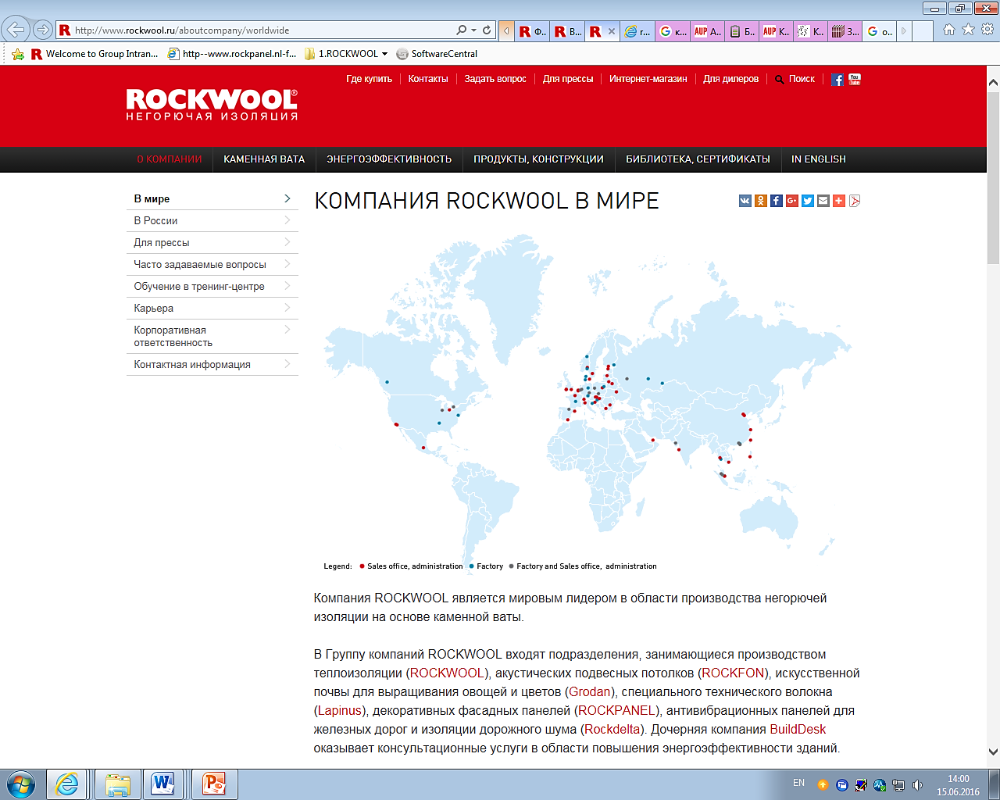 http://www.rockwool.ru/aboutcompany/worldwide
Ф..
В...
r...
к...
А..
Б..
К..
К..
З...
о..
Welcome to Group Intran...
http--www.rockpanel.nl-f...
1.ROCKWOOL
SoftwareCentral
Где купить
Контакты
Задать вопрос
Для прессы
Интернет-магазин
Для дилеров
Поиск
ROCKWOOL®
НЕГОРЮЧАЯ ИЗОЛЯЦИЯ
О КОМПАНИИ
КАМЕННАЯ ВАТА
ЭНЕРГОЭФФЕКТИВНОСТЬ
ПРОДУКТЫ, КОНСТРУКЦИИ
БИБЛИОТЕКА, СЕРТИФИКАТЫ
IN ENGLISH
В мире
В России
Для прессы
Часто задаваемые вопросы
Обучение в тренинг-центре
Карьера
Корпоративная
ответственность
Контактная информация
КОМПАНИЯ ROCKWOOL В МИРЕ
Legend: Sales office, administration Factory Factory and Sales office, administration
Компания ROCKWOOL является мировым лидером в области производства негорючей
изоляции на основе каменной ваты.
В Группу компаний ROCKWOOL входят подразделения, занимающиеся производством
теплоизоляции (ROCKWOOL), акустических подвесных потолков (ROCKFON), искусственной
почвы для выращивания овощей и цветов (Grodan), специального технического волокна
(Lapinus), декоративных фасадных панелей (ROCKPANEL), антивибрационных панелей для
железных дорог и изоляции дорожного шума (Rockdelta). Дочерняя компания BuildDesk
оказывает консультационные услуги в области повышения энергоэффективности зданий.
EN
14:00
15.06.2016